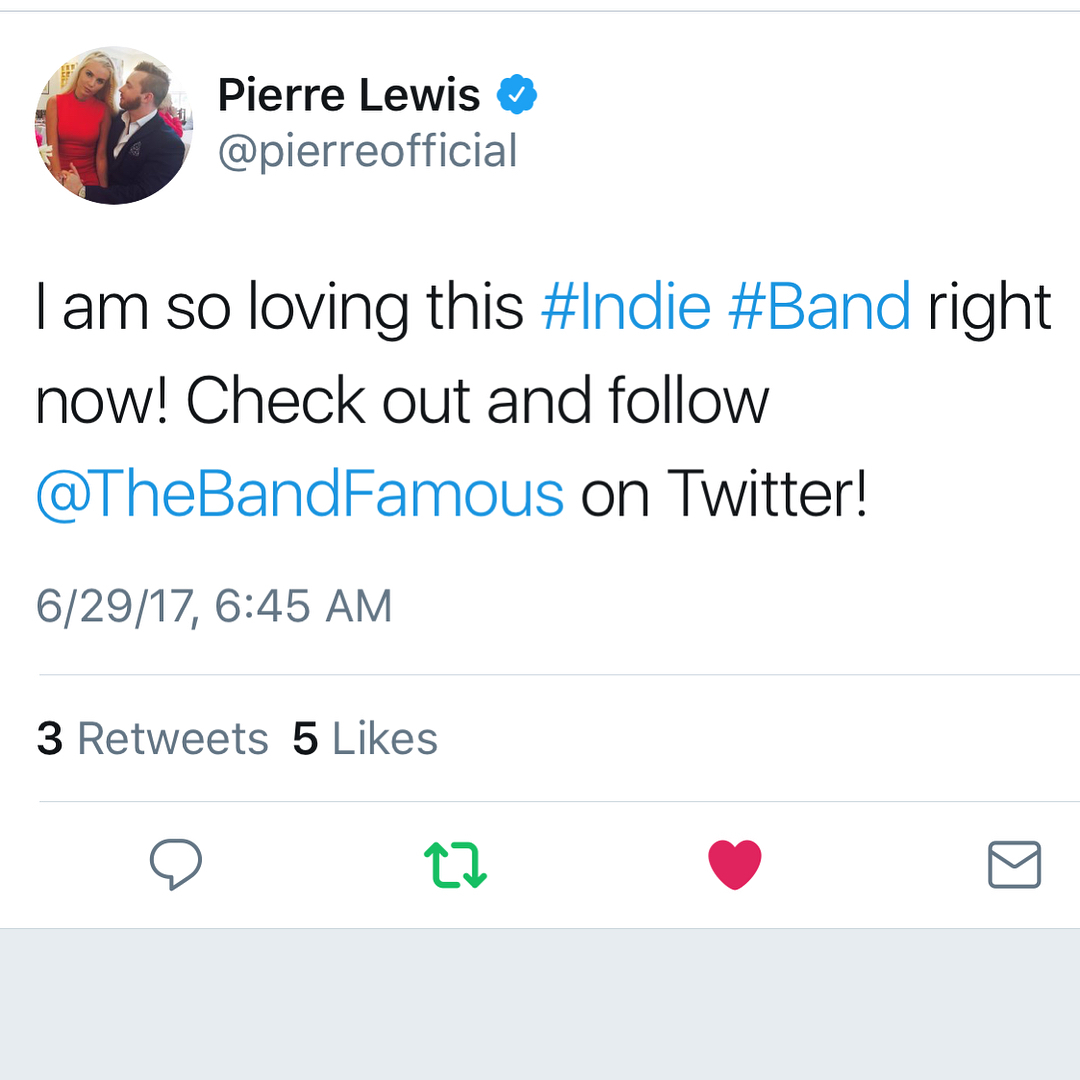 Pierre Lewis
@pierreofficial
I am so loving this #Indie #Band right
now! Check out and follow
@TheBandFamous on Twitter!
6/29/17, 6:45 AM
3 Retweets 5 Likes